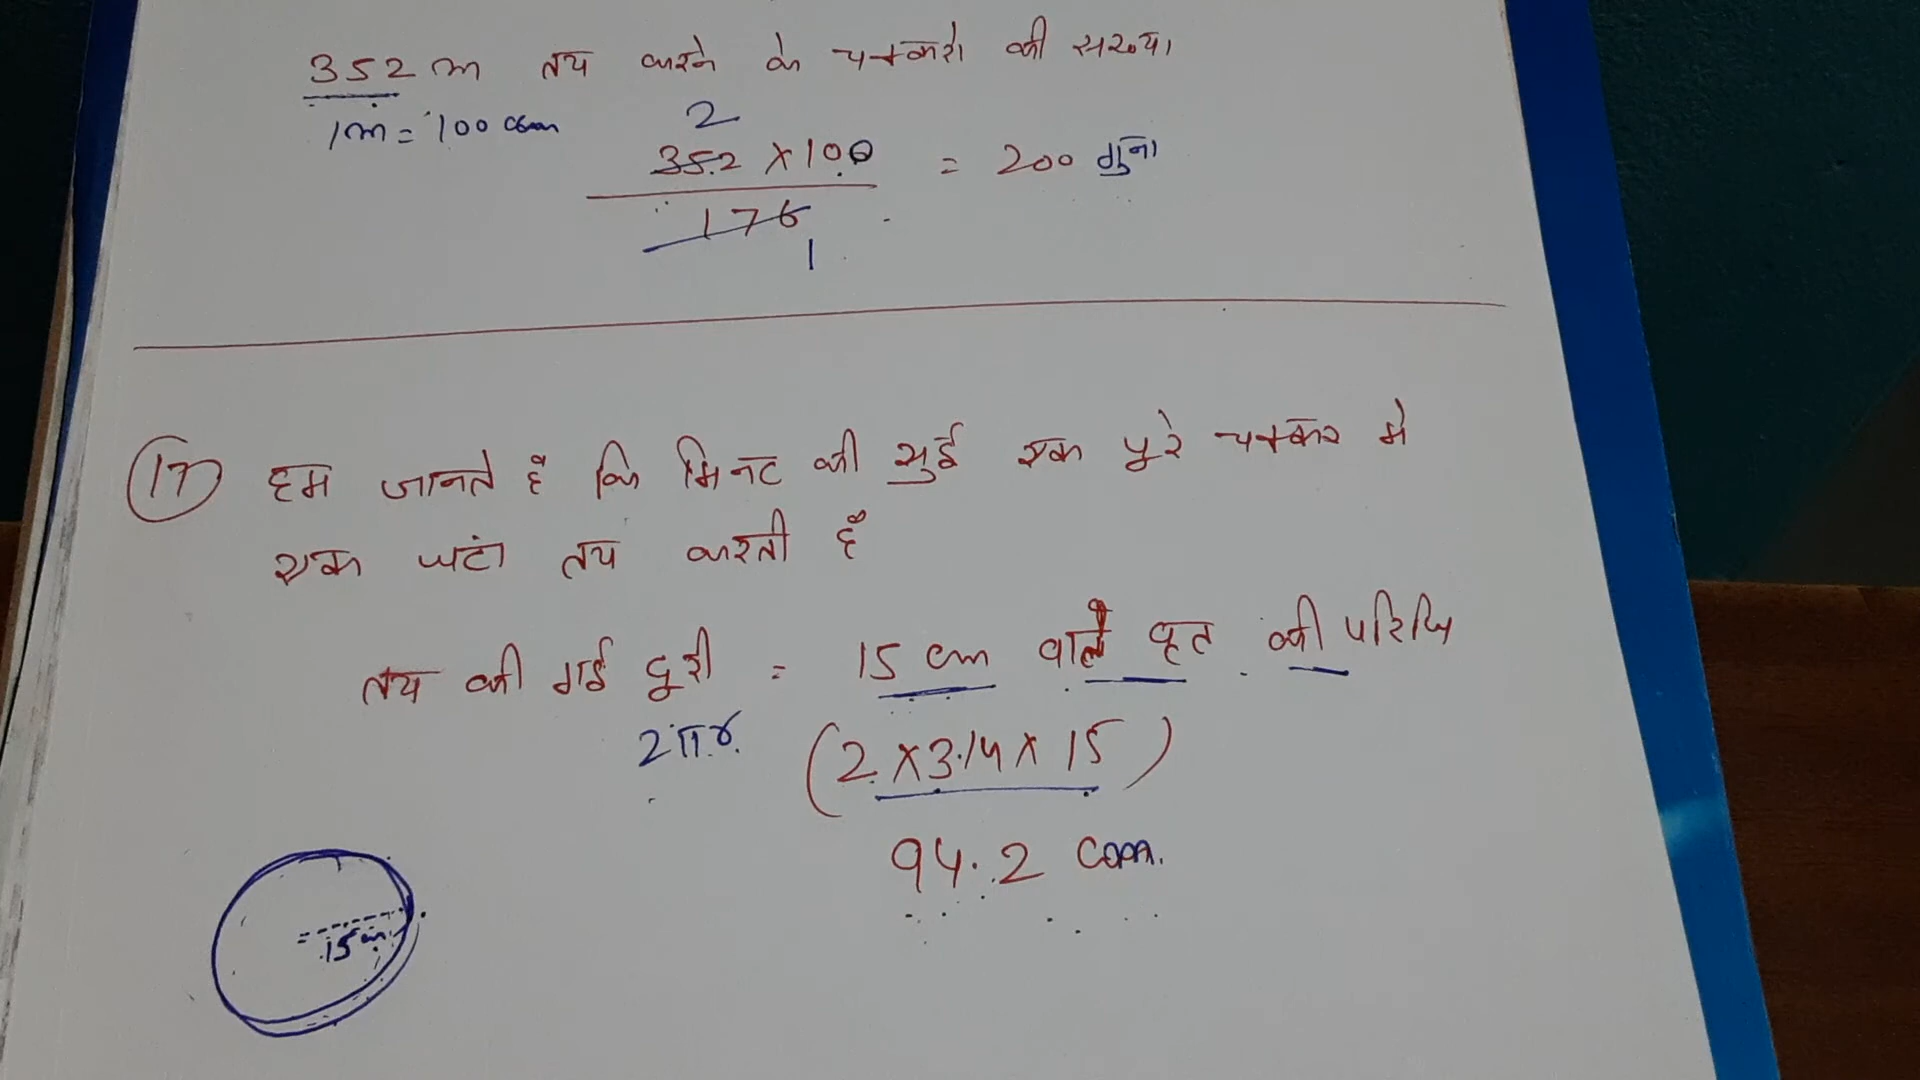 352 m तय करने के चक्करो की संख्या
1m = 100 cm
2
352 × 100 = 200 गुना
176
1
17 हम जानते है कि मिनट की सुई एक पूरे चक्कर मे
एक घटां तय करती है
तय की गई दूरी = 15 cm वाले वृत की परिधि
2πr. (2 × 3.14 × 15)
94.2 cm.
15 cm